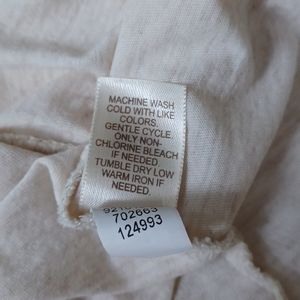 MACHINE WASH
COLD WITH LIKE
COLORS.
GENTLE CYCLE.
ONLY NON-
CHLORINE BLEACH
IF NEEDED.
TUMBLE DRY LOW
WARM IRON IF
NEEDED.
702663
124993